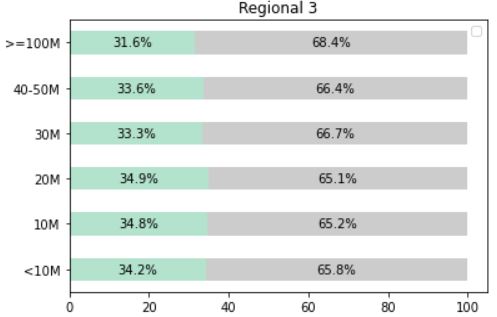 Regional 3
>=100M 31.6% 68.4%
40-50M 33.6% 66.4%
30M 33.3% 66.7%
20M 34.9% 65.1%
10M 34.8% 65.2%
<10M 34.2% 65.8%
0 20 40 60 80 100